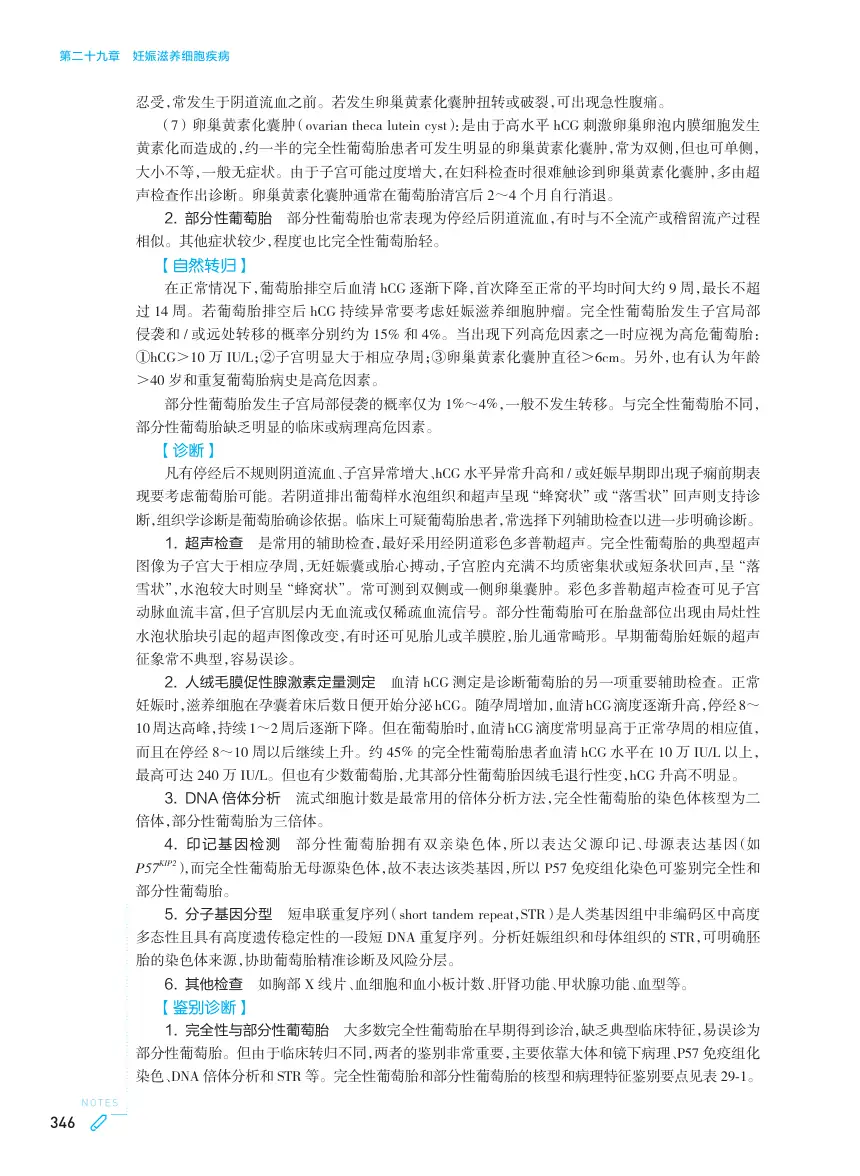 第二十九章 妊娠滋养细胞疾病
忍受,常发生于阴道流血之前。若发生卵巢黄素化囊肿扭转或破裂,可出现急性腹痛。
(7)卵巢黄素化囊肿(ovarian theca lutein cyst):是由于高水平 hCG 刺激卵巢卵泡内膜细胞发生
黄素化而造成的,约一半的完全性葡萄胎患者可发生明显的卵巢黄素化囊肿,常为双侧,但也可单侧,
大小不等,一般无症状。由于子宫可能过度增大,在妇科检查时很难触诊到卵巢黄素化囊肿,多由超
声检查作出诊断。卵巢黄素化囊肿通常在葡萄胎清宫后 2~4 个月自行消退。
2. 部分性葡萄胎 部分性葡萄胎也常表现为停经后阴道流血,有时与不全流产或稽留流产过程
相似。其他症状较少,程度也比完全性葡萄胎轻。
【自然转归】
在正常情况下,葡萄胎排空后血清 hCG 逐渐下降,首次降至正常的平均时间大约 9 周,最长不超
过 14 周。若葡萄胎排空后 hCG 持续异常要考虑妊娠滋养细胞肿瘤。完全性葡萄胎发生子宫局部
侵袭和 / 或远处转移的概率分别约为 15% 和 4%。当出现下列高危因素之一时应视为高危葡萄胎:
①hCG>10 万 IU/L;②子宫明显大于相应孕周;③卵巢黄素化囊肿直径>6cm。另外,也有认为年龄
>40 岁和重复葡萄胎病史是高危因素。
部分性葡萄胎发生子宫局部侵袭的概率仅为 1%~4%,一般不发生转移。与完全性葡萄胎不同,
部分性葡萄胎缺乏明显的临床或病理高危因素。
【诊断】
凡有停经后不规则阴道流血、子宫异常增大、hCG 水平异常升高和 / 或妊娠早期即出现子痫前期表
现要考虑葡萄胎可能。若阴道排出葡萄样水泡组织和超声呈现“蜂窝状”或“落雪状”回声则支持诊
断,组织学诊断是葡萄胎确诊依据。临床上可疑葡萄胎患者,常选择下列辅助检查以进一步明确诊断。
1. 超声检查 是常用的辅助检查,最好采用经阴道彩色多普勒超声。完全性葡萄胎的典型超声
图像为子宫大于相应孕周,无妊娠囊或胎心搏动,子宫腔内充满不均质密集状或短条状回声,呈“落
雪状”,水泡较大时则呈“蜂窝状”。常可测到双侧或一侧卵巢囊肿。彩色多普勒超声检查可见子宫
动脉血流丰富,但子宫肌层内无血流或仅稀疏血流信号。部分性葡萄胎可在胎盘部位出现由局灶性
水泡状胎块引起的超声图像改变,有时还可见胎儿或羊膜腔,胎儿通常畸形。早期葡萄胎妊娠的超声
征象常不典型,容易误诊。
2. 人绒毛膜促性腺激素定量测定 血清 hCG 测定是诊断葡萄胎的另一项重要辅助检查。正常
妊娠时,滋养细胞在孕囊着床后数日便开始分泌 hCG。随孕周增加,血清 hCG 滴度逐渐升高,停经 8~
10 周达高峰,持续 1~2 周后逐渐下降。但在葡萄胎时,血清 hCG 滴度常明显高于正常孕周的相应值,
而且在停经 8~10 周以后继续上升。约 45% 的完全性葡萄胎患者血清 hCG 水平在 10 万 IU/L 以上,
最高可达 240 万 IU/L。但也有少数葡萄胎,尤其部分性葡萄胎因绒毛退行性变,hCG 升高不明显。
3. DNA 倍体分析 流式细胞计数是最常用的倍体分析方法,完全性葡萄胎的染色体核型为二
倍体,部分性葡萄胎为三倍体。
4. 印记基因检测 部分性葡萄胎拥有双亲染色体,所以表达父源印记、母源表达基因(如
P57KIP2),而完全性葡萄胎无母源染色体,故不表达该类基因,所以 P57 免疫组化染色可鉴别完全性和
部分性葡萄胎。
5. 分子基因分型 短串联重复序列(short tandem repeat,STR)是人类基因组中非编码区中高度
多态性且具有高度遗传稳定性的一段短 DNA 重复序列。分析妊娠组织和母体组织的 STR,可明确胚
胎的染色体来源,协助葡萄胎精准诊断及风险分层。
6. 其他检查 如胸部 X 线片、血细胞和血小板计数、肝肾功能、甲状腺功能、血型等。
【鉴别诊断】
1. 完全性与部分性葡萄胎 大多数完全性葡萄胎在早期得到诊治,缺乏典型临床特征,易误诊为
部分性葡萄胎。但由于临床转归不同,两者的鉴别非常重要,主要依靠大体和镜下病理、P57 免疫组化
染色、DNA 倍体分析和 STR 等。完全性葡萄胎和部分性葡萄胎的核型和病理特征鉴别要点见表 29-1。
NOTES
346